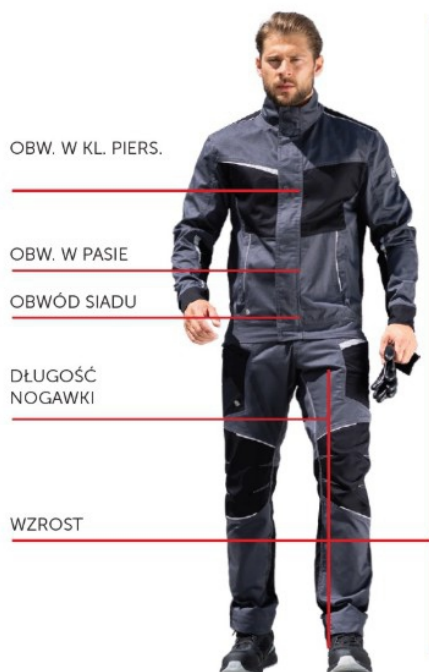 OBW. W KL. PIERS.
OBW. W PASIE
OBWÓD SIADU
DŁUGOŚĆ
NOGAWKI
WZROST